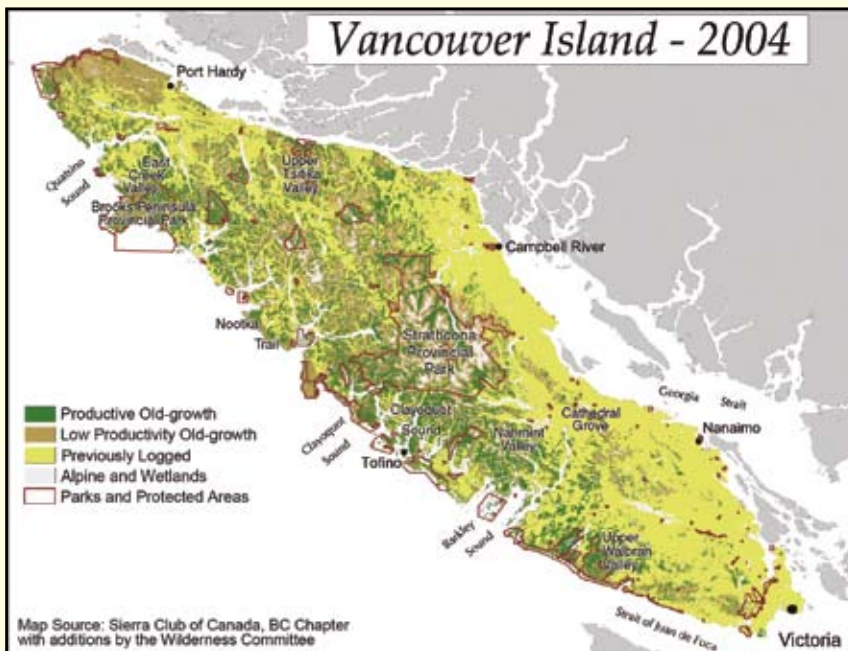 Vancouver Island - 2004
Port Hardy
Quatsino
Sound
East
Creek
Valley
Upper
Tsitika
Valley
Brooks Peninsula
Provincial Park
Campbell River
Nootka
Trail
Strathcona
Provincial
Park
Georgia Strait
Clayoquot
Sound
Clayoquot
Sound
Cathedral
Grove
Nanaimo
Nahmint
Valley
Tofino
Barkley
Sound
Upper
Walbran
Valley
Strait of Juan de Fuca
Victoria
Productive Old-growth
Low Productivity Old-growth
Previously Logged
Alpine and Wetlands
Parks and Protected Areas
Map Source: Sierra Club of Canada, BC Chapter
with additions by the Wilderness Committee